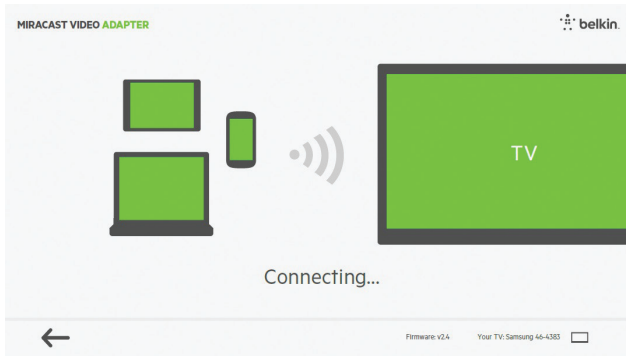 MIRACAST VIDEO ADAPTER
belkin.
TV
Connecting...
Firmware: v2.4
Your TV: Samsung 46-4383